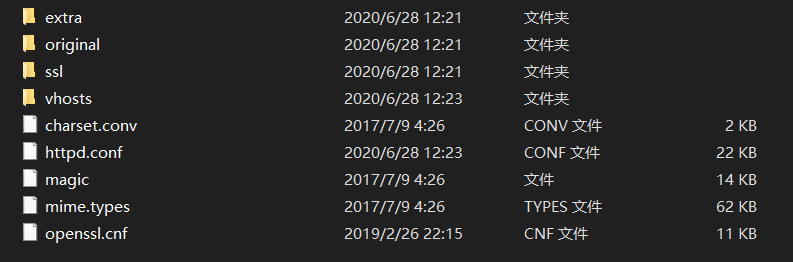 extra 2020/6/28 12:21 文件夹
original 2020/6/28 12:21 文件夹
ssl 2020/6/28 12:21 文件夹
vhosts 2020/6/28 12:23 文件夹
charset.conv 2017/7/9 4:26 CONV 文件 2 KB
httpd.conf 2020/6/28 12:23 CONF 文件 22 KB
magic 2017/7/9 4:26 文件 14 KB
mime.types 2017/7/9 4:26 TYPES 文件 62 KB
openssl.cnf 2019/2/26 22:15 CNF 文件 11 KB